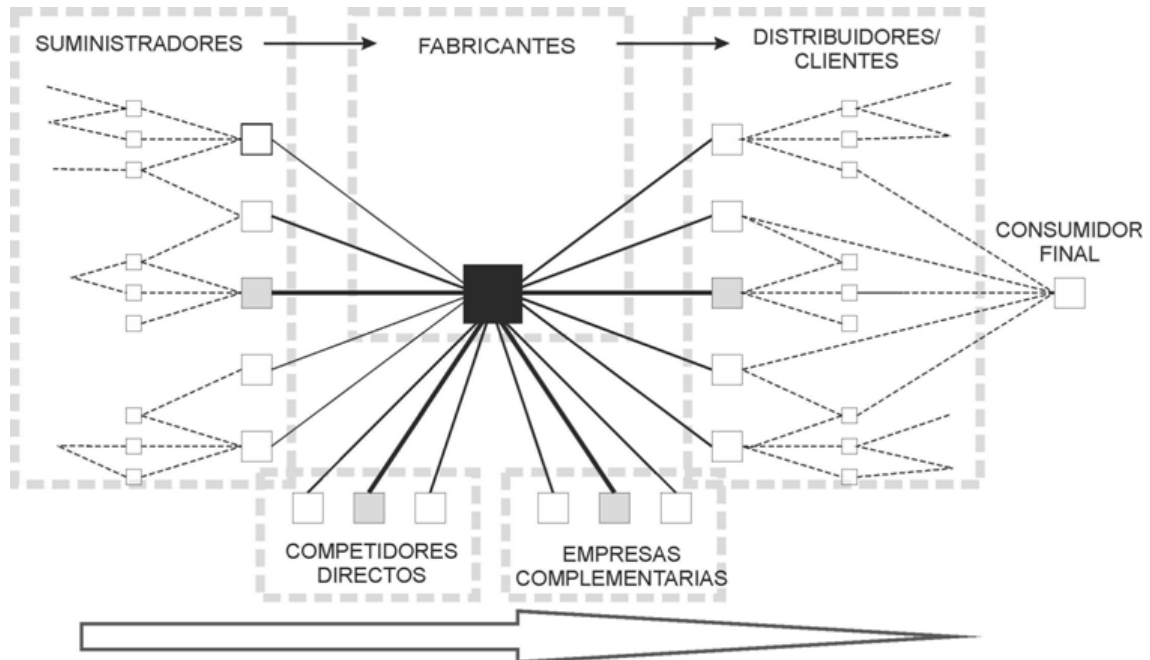 SUMINISTRADORES
FABRICANTES
DISTRIBUIDORES/
CLIENTES
CONSUMIDOR
FINAL
COMPETIDORES
DIRECTOS
EMPRESAS
COMPLEMENTARIAS